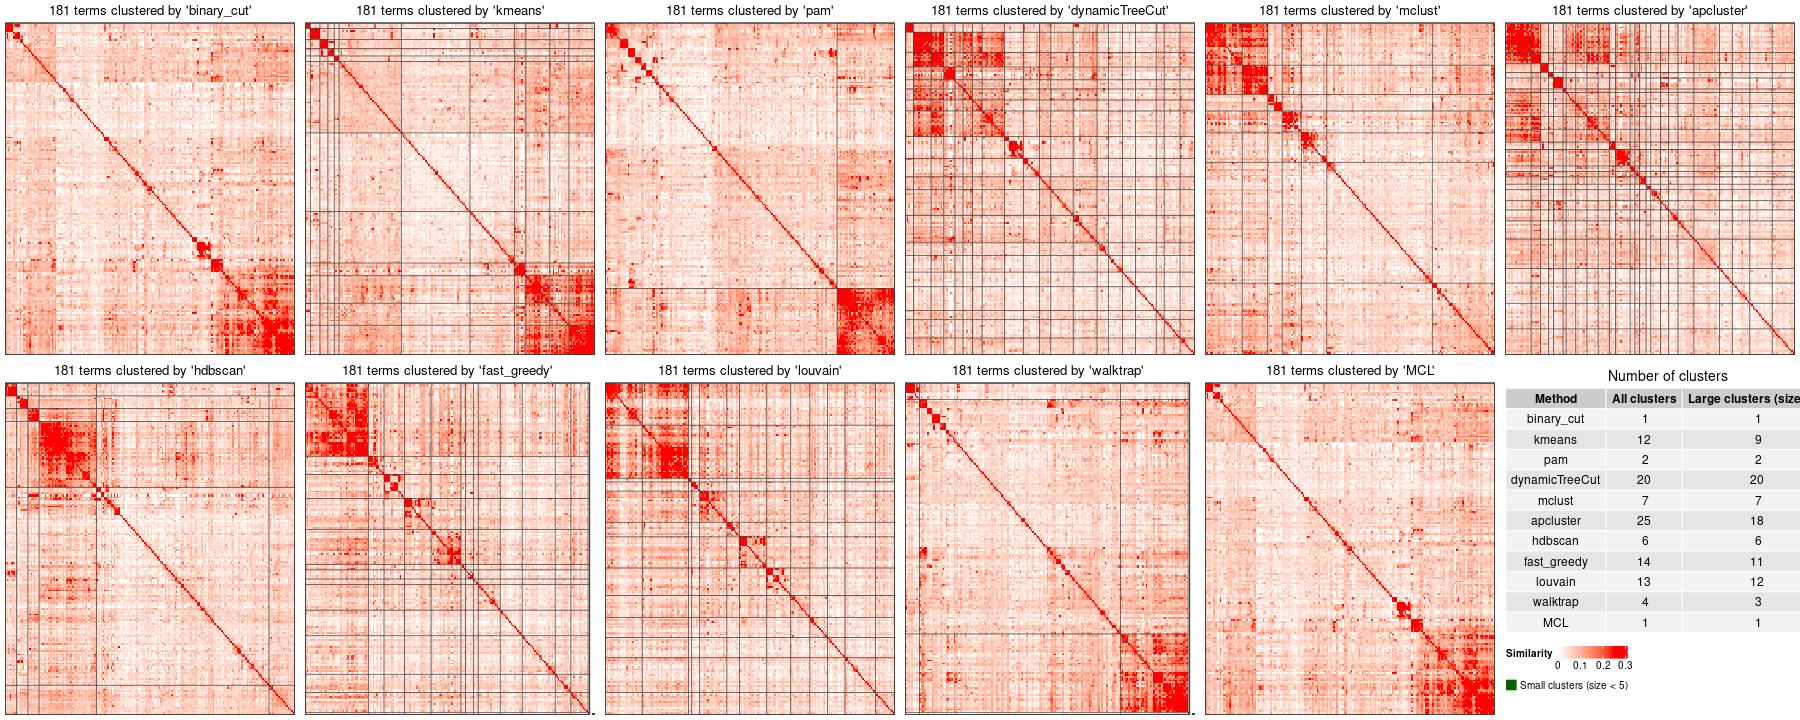 181 terms clustered by 'binary_cut'
181 terms clustered by 'kmeans'
181 terms clustered by 'pam'
181 terms clustered by 'dynamicTreeCut'
181 terms clustered by 'mclust'
181 terms clustered by 'apcluster'
181 terms clustered by 'hdbscan'
181 terms clustered by 'fast_greedy'
181 terms clustered by 'louvain'
181 terms clustered by 'walktrap'
181 terms clustered by 'MCL'
Number of clusters
Method All clusters Large clusters (size
binary_cut 1 1
kmeans 12 9
pam 2 2
dynamicTreeCut 20 20
mclust 7 7
apcluster 25 18
hdbscan 6 6
fast_greedy 14 11
louvain 13 12
walktrap 4 3
MCL 1 1
Similarity
0 0.1 0.2 0.3
Small clusters (size < 5)